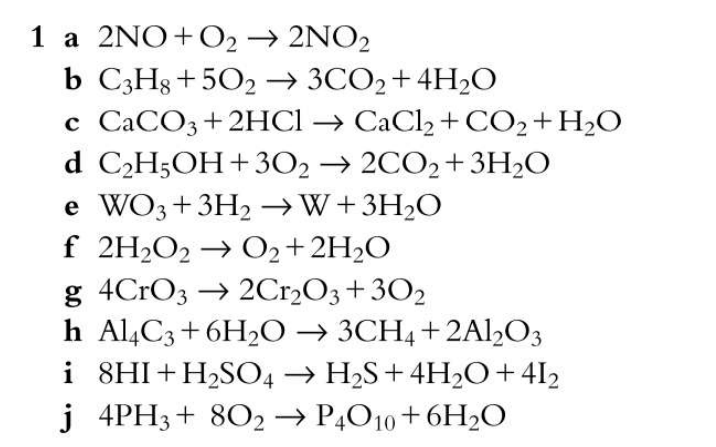 1 a 2NO + O₂ → 2NO₂
b C₃H₈ + 5O₂ → 3CO₂ + 4H₂O
c CaCO₃ + 2HCl → CaCl₂ + CO₂ + H₂O
d C₂H₅OH + 3O₂ → 2CO₂ + 3H₂O
e WO₃ + 3H₂ → W + 3H₂O
f 2H₂O₂ → O₂ + 2H₂O
g 4CrO₃ → 2Cr₂O₃ + 3O₂
h Al₄C₃ + 6H₂O → 3CH₄ + 2Al₂O₃
i 8HI + H₂SO₄ → H₂S + 4H₂O + 4I₂
j 4PH₃ + 8O₂ → P₄O₁₀ + 6H₂O